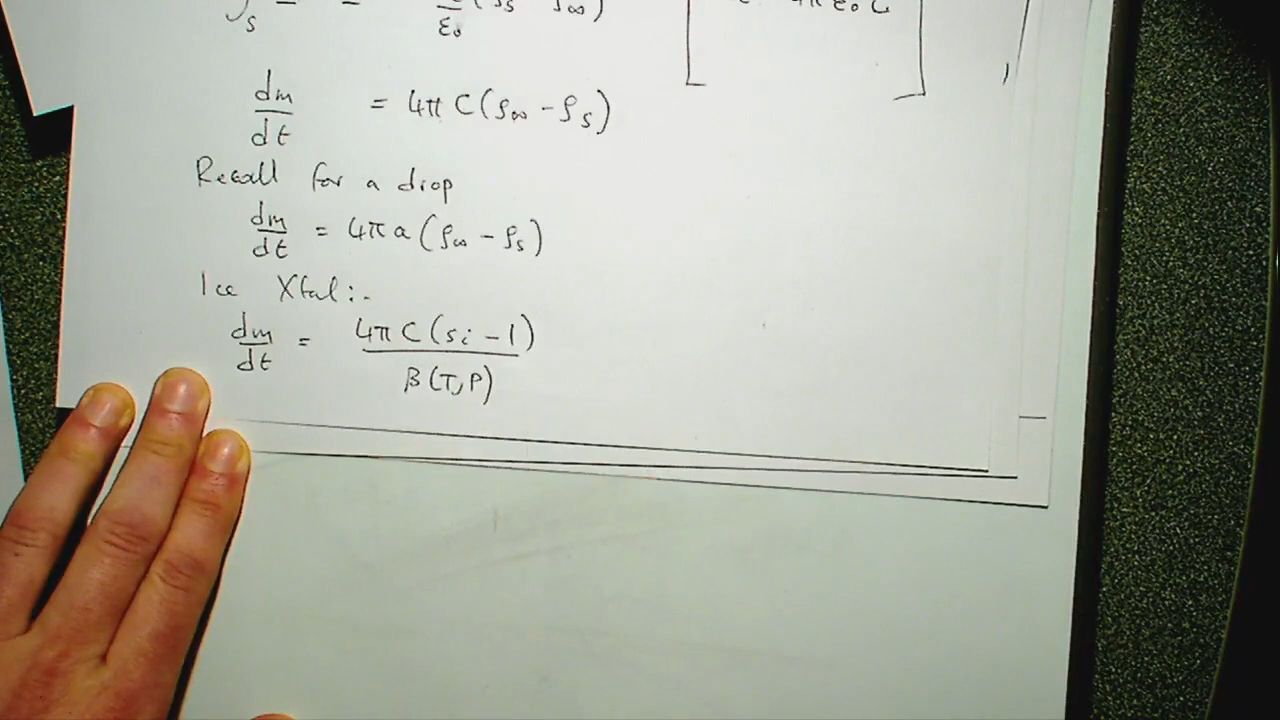 dm/dt = 4π C (ρ∞ - ρs)
Recall for a drop
dm/dt = 4π a (ρ∞ - ρs)
Ice Xtal:-
dm/dt = 4π C (si - 1) / β(T,P)